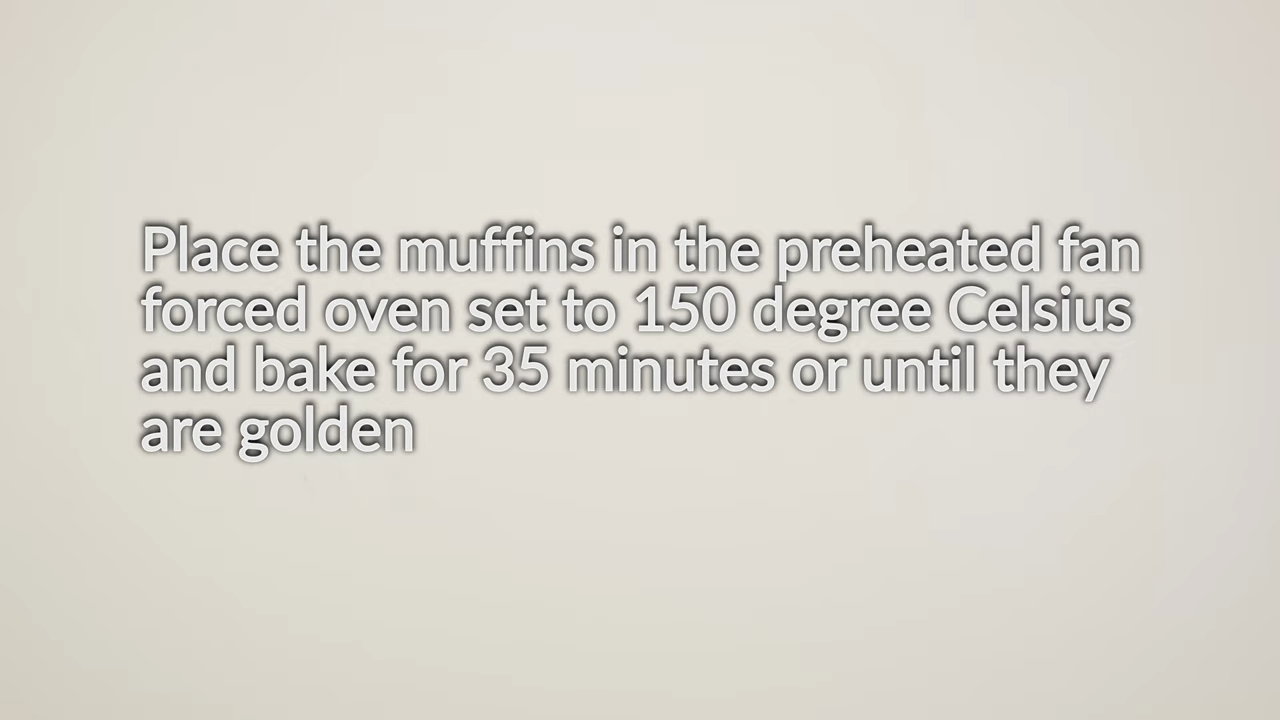 Place the muffins in the preheated fan
forced oven set to 150 degree Celsius
and bake for 35 minutes or until they
are golden